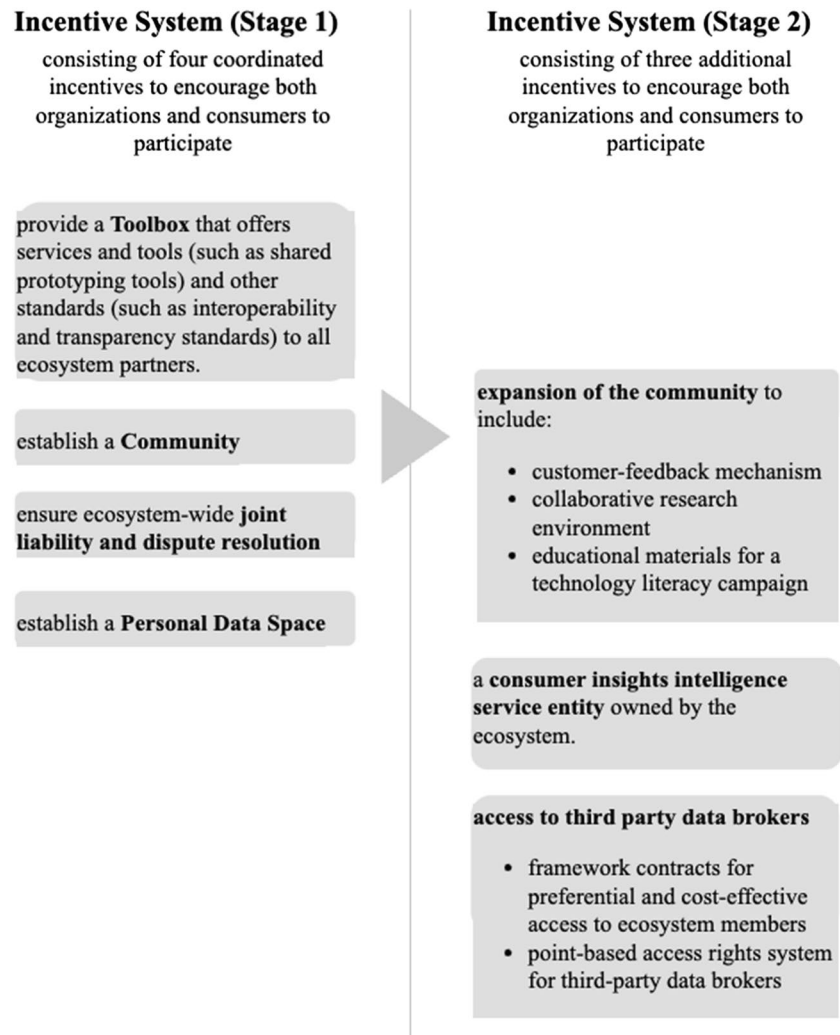 Incentive System (Stage 1)
consisting of four coordinated
incentives to encourage both
organizations and consumers to
participate
provide a Toolbox that offers
services and tools (such as shared
prototyping tools) and other
standards (such as interoperability
and transparency standards) to all
ecosystem partners.
establish a Community
ensure ecosystem-wide joint
liability and dispute resolution
establish a Personal Data Space
Incentive System (Stage 2)
consisting of three additional
incentives to encourage both
organizations and consumers to
participate
expansion of the community to
include:
• customer-feedback mechanism
• collaborative research
environment
• educational materials for a
technology literacy campaign
a consumer insights intelligence
service entity owned by the
ecosystem.
access to third party data brokers
• framework contracts for
preferential and cost-effective
access to ecosystem members
• point-based access rights system
for third-party data brokers